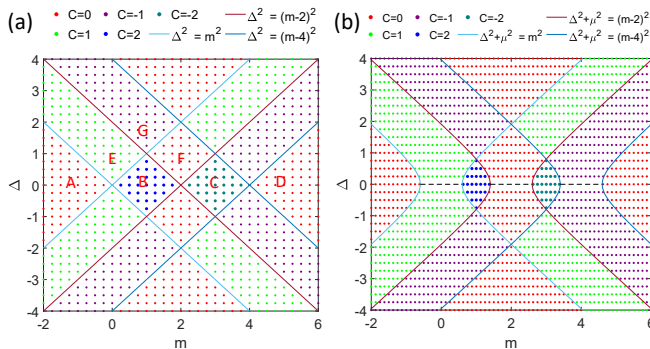 (a) C=0 C=-1 C=-2 Δ² = (m-2)²
C=1 C=2 Δ² = m² Δ² = (m-4)²
4
3
2
1
0
-1
-2
-3
-4
Δ
G
E F
A B C D
-2 0 2 4 6
m
(b) C=0 C=-1 C=-2 Δ²+μ² = (m-2)²
C=1 C=2 Δ²+μ² = m² Δ²+μ² = (m-4)²
4
3
2
1
0
-1
-2
-3
-4
Δ
-2 0 2 4 6
m